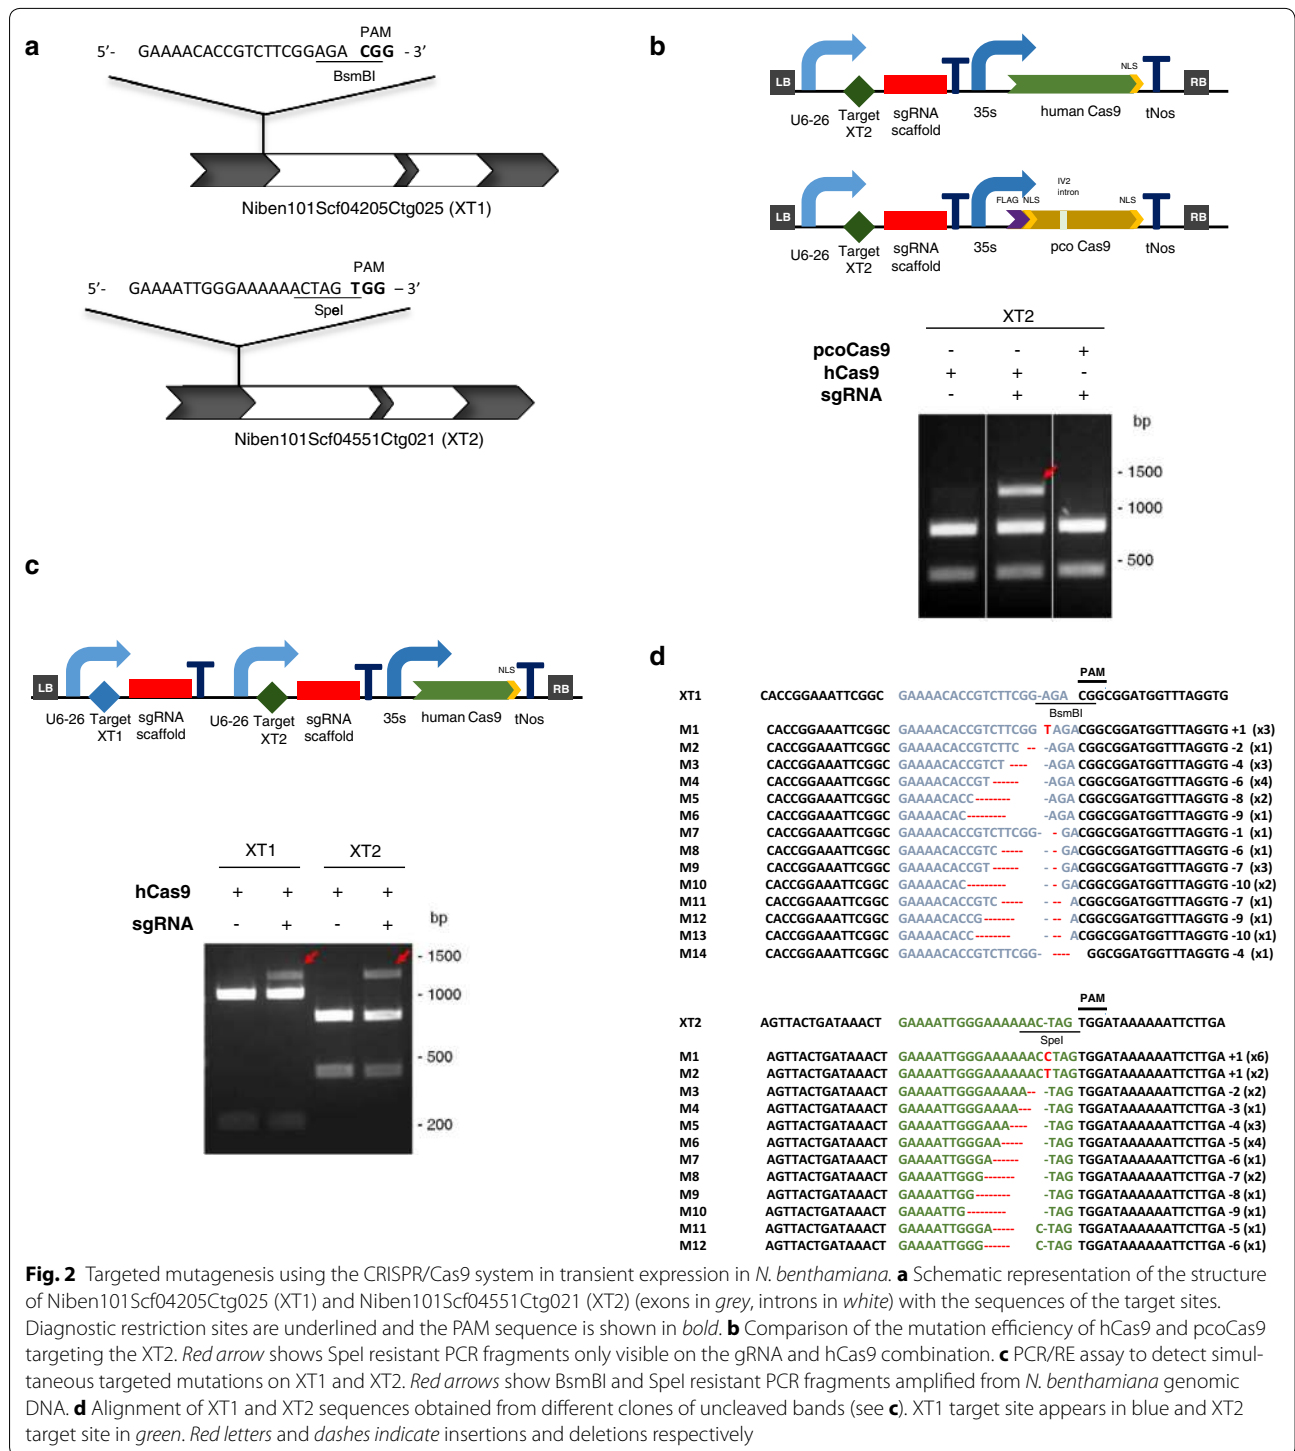 a
PAM
5’- GAAAACACCGTCTTCGGAGA CGG - 3’
BsmBI
Niben101Scf04205Ctg025 (XT1)
PAM
5’- GAAAATTGGGAAAAAACTAG TGG – 3’
SpeI
Niben101Scf04551Ctg021 (XT2)
b
NLS
LB RB
U6-26 Target XT2 sgRNA scaffold 35s human Cas9 tNos
IV2 intron
FLAG NLS NLS
LB RB
U6-26 Target XT2 sgRNA scaffold 35s pco Cas9 tNos
XT2
pcoCas9 - - +
hCas9 + + -
sgRNA - + +
bp
- 1500
- 1000
- 500
c
NLS
LB RB
U6-26 Target XT1 sgRNA scaffold U6-26 Target XT2 sgRNA scaffold 35s human Cas9 tNos
XT1 XT2
hCas9 + + + +
sgRNA - + - +
bp
- 1500
- 1000
- 500
- 200
d
PAM
XT1 CACCGGAAATTCGGC GAAAACACCGTCTTCGG-AGA CGGCGGATGGTTTAGGTG
BsmBI
M1 CACCGGAAATTCGGC GAAAACACCGTCTTCGG TAGACGGCGGATGGTTTAGGTG +1 (x3)
M2 CACCGGAAATTCGGC GAAAACACCGTCTTC -- -AGA CGGCGGATGGTTTAGGTG -2 (x1)
M3 CACCGGAAATTCGGC GAAAACACCGTCT ---- -AGA CGGCGGATGGTTTAGGTG -4 (x3)
M4 CACCGGAAATTCGGC GAAAACACCGT ------ -AGA CGGCGGATGGTTTAGGTG -6 (x4)
M5 CACCGGAAATTCGGC GAAAACACC-------- -AGA CGGCGGATGGTTTAGGTG -8 (x2)
M6 CACCGGAAATTCGGC GAAAACAC--------- -AGA CGGCGGATGGTTTAGGTG -9 (x1)
M7 CACCGGAAATTCGGC GAAAACACCGTCTTCGG- - GACGGCGGATGGTTTAGGTG -1 (x1)
M8 CACCGGAAATTCGGC GAAAACACCGTC ----- - - GACGGCGGATGGTTTAGGTG -6 (x1)
M9 CACCGGAAATTCGGC GAAAACACCGT ------ - - GACGGCGGATGGTTTAGGTG -7 (x3)
M10 CACCGGAAATTCGGC GAAAACAC--------- - - GACGGCGGATGGTTTAGGTG -10 (x2)
M11 CACCGGAAATTCGGC GAAAACACCGTC ----- - -- ACGGCGGATGGTTTAGGTG -7 (x1)
M12 CACCGGAAATTCGGC GAAAACACCG------- - -- ACGGCGGATGGTTTAGGTG -9 (x1)
M13 CACCGGAAATTCGGC GAAAACACC-------- - -- ACGGCGGATGGTTTAGGTG -10 (x1)
M14 CACCGGAAATTCGGC GAAAACACCGTCTTCGG- ---- GGCGGATGGTTTAGGTG -4 (x1)
PAM
XT2 AGTTACTGATAAACT GAAAATTGGGAAAAAAC-TAG TGGATAAAAAATTCTTGA
SpeI
M1 AGTTACTGATAAACT GAAAATTGGGAAAAAACCTAGTGGATAAAAAATTCTTGA +1 (x6)
M2 AGTTACTGATAAACT GAAAATTGGGAAAAAACTTAGTGGATAAAAAATTCTTGA +1 (x2)
M3 AGTTACTGATAAACT GAAAATTGGGAAAAA-- -TAG TGGATAAAAAATTCTTGA -2 (x2)
M4 AGTTACTGATAAACT GAAAATTGGGAAAA--- -TAG TGGATAAAAAATTCTTGA -3 (x1)
M5 AGTTACTGATAAACT GAAAATTGGGAAA---- -TAG TGGATAAAAAATTCTTGA -4 (x3)
M6 AGTTACTGATAAACT GAAAATTGGGAA----- -TAG TGGATAAAAAATTCTTGA -5 (x4)
M7 AGTTACTGATAAACT GAAAATTGGGA------ -TAG TGGATAAAAAATTCTTGA -6 (x1)
M8 AGTTACTGATAAACT GAAAATTGGG------- -TAG TGGATAAAAAATTCTTGA -7 (x2)
M9 AGTTACTGATAAACT GAAAATTGG-------- -TAG TGGATAAAAAATTCTTGA -8 (x1)
M10 AGTTACTGATAAACT GAAAATTG--------- -TAG TGGATAAAAAATTCTTGA -9 (x1)
M11 AGTTACTGATAAACT GAAAATTGGGA----- C-TAG TGGATAAAAAATTCTTGA -5 (x1)
M12 AGTTACTGATAAACT GAAAATTGGG------ C-TAG TGGATAAAAAATTCTTGA -6 (x1)
Fig. 2 Targeted mutagenesis using the CRISPR/Cas9 system in transient expression in N. benthamiana. a Schematic representation of the structure
of Niben101Scf04205Ctg025 (XT1) and Niben101Scf04551Ctg021 (XT2) (exons in grey, introns in white) with the sequences of the target sites.
Diagnostic restriction sites are underlined and the PAM sequence is shown in bold. b Comparison of the mutation efficiency of hCas9 and pcoCas9
targeting the XT2. Red arrow shows SpeI resistant PCR fragments only visible on the gRNA and hCas9 combination. c PCR/RE assay to detect simul-
taneous targeted mutations on XT1 and XT2. Red arrows show BsmBI and SpeI resistant PCR fragments amplified from N. benthamiana genomic
DNA. d Alignment of XT1 and XT2 sequences obtained from different clones of uncleaved bands (see c). XT1 target site appears in blue and XT2
target site in green. Red letters and dashes indicate insertions and deletions respectively